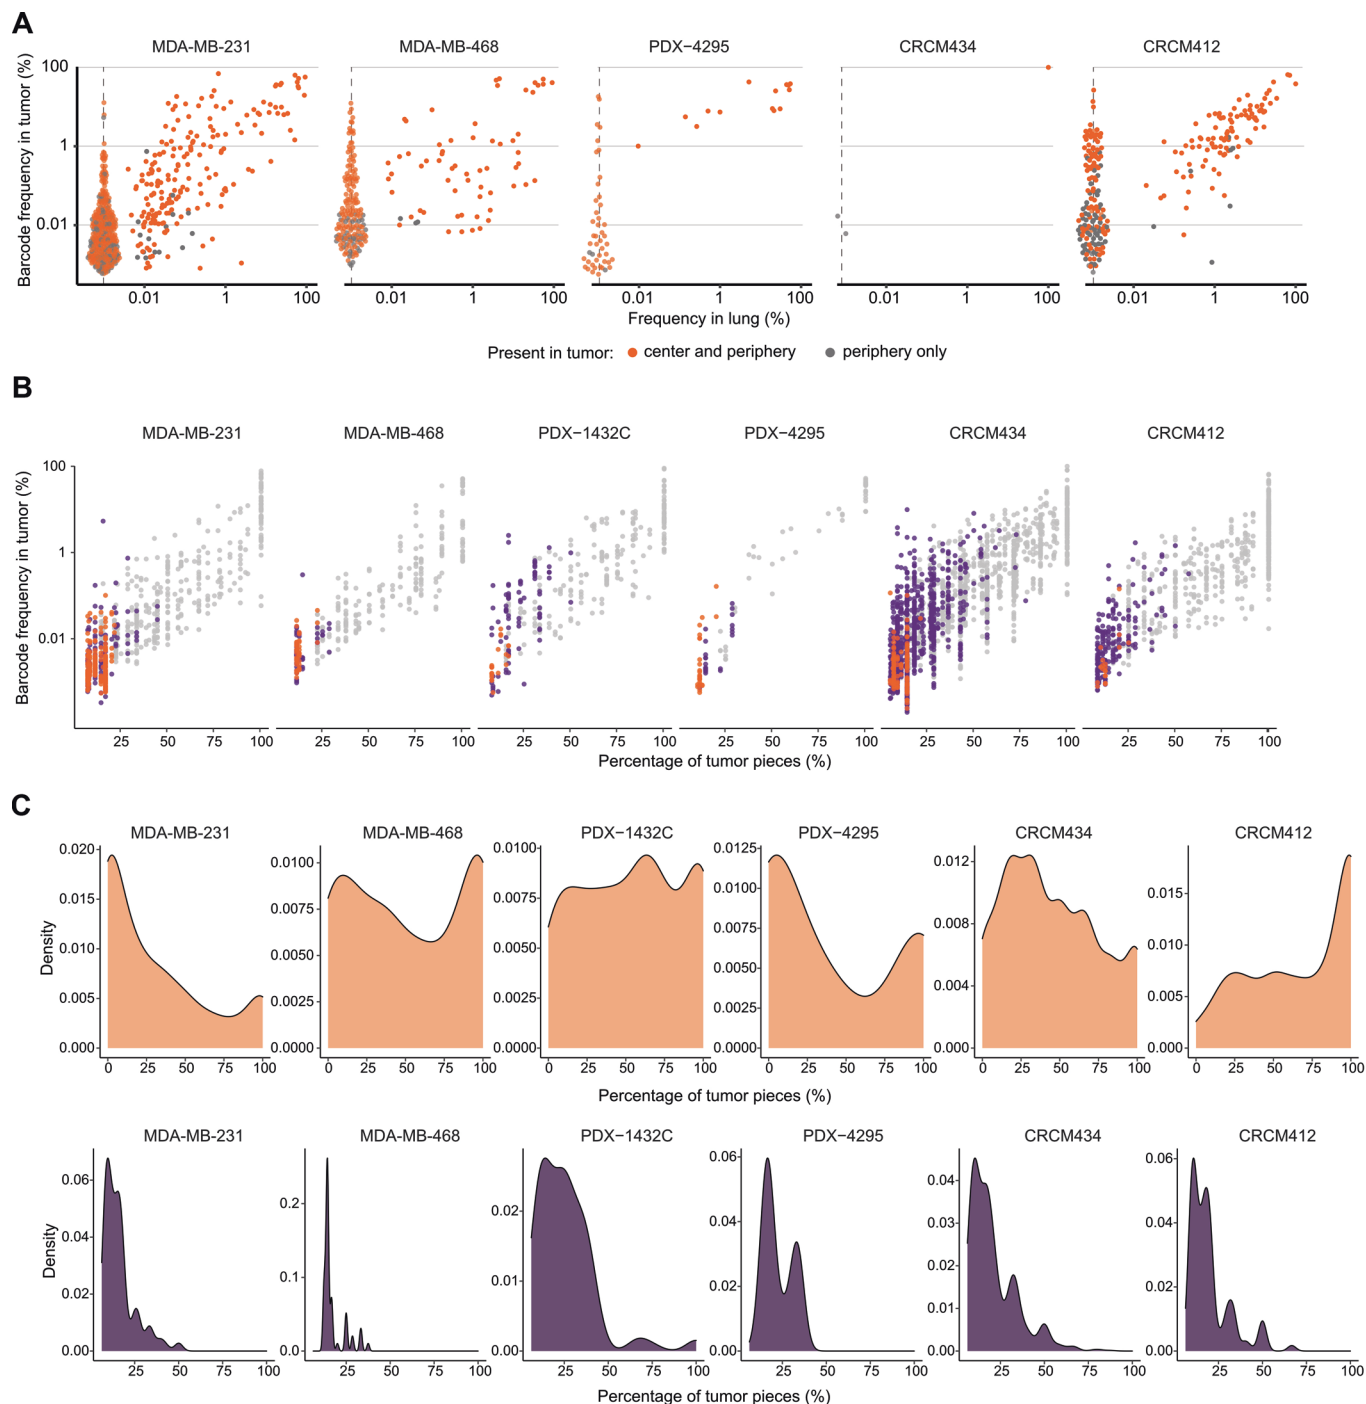 A
MDA-MB-231 MDA-MB-468 PDX−4295 CRCM434 CRCM412
Barcode frequency in tumor (%)
100
1
0.01
0.01 1 100 0.01 1 100 0.01 1 100 0.01 1 100 0.01 1 100
Frequency in lung (%)
Present in tumor: center and periphery periphery only
B
MDA-MB-231 MDA-MB-468 PDX−1432C PDX−4295 CRCM434 CRCM412
Barcode frequency in tumor (%)
100
1
0.01
25 50 75 100 25 50 75 100 25 50 75 100 25 50 75 100 25 50 75 100 25 50 75 100
Percentage of tumor pieces (%)
C
MDA-MB-231 MDA-MB-468 PDX−1432C PDX−4295 CRCM434 CRCM412
Density
0.020
0.015
0.010
0.005
0.000
0.0100
0.0075
0.0050
0.0025
0.0000
0.0100
0.0075
0.0050
0.0025
0.0000
0.0125
0.0100
0.0075
0.0050
0.0025
0.0000
0.012
0.008
0.004
0.000
0.015
0.010
0.005
0.000
0 25 50 75 100 0 25 50 75 100 0 25 50 75 100 0 25 50 75 100 0 25 50 75 100 0 25 50 75 100
Percentage of tumor pieces (%)
MDA-MB-231 MDA-MB-468 PDX−1432C PDX−4295 CRCM434 CRCM412
Density
0.06
0.04
0.02
0.00
0.2
0.1
0.0
0.02
0.01
0.00
0.06
0.04
0.02
0.00
0.04
0.03
0.02
0.01
0.00
0.06
0.04
0.02
0.00
25 50 75 100 25 50 75 100 25 50 75 100 25 50 75 100 25 50 75 100 25 50 75 100
Percentage of tumor pieces (%)